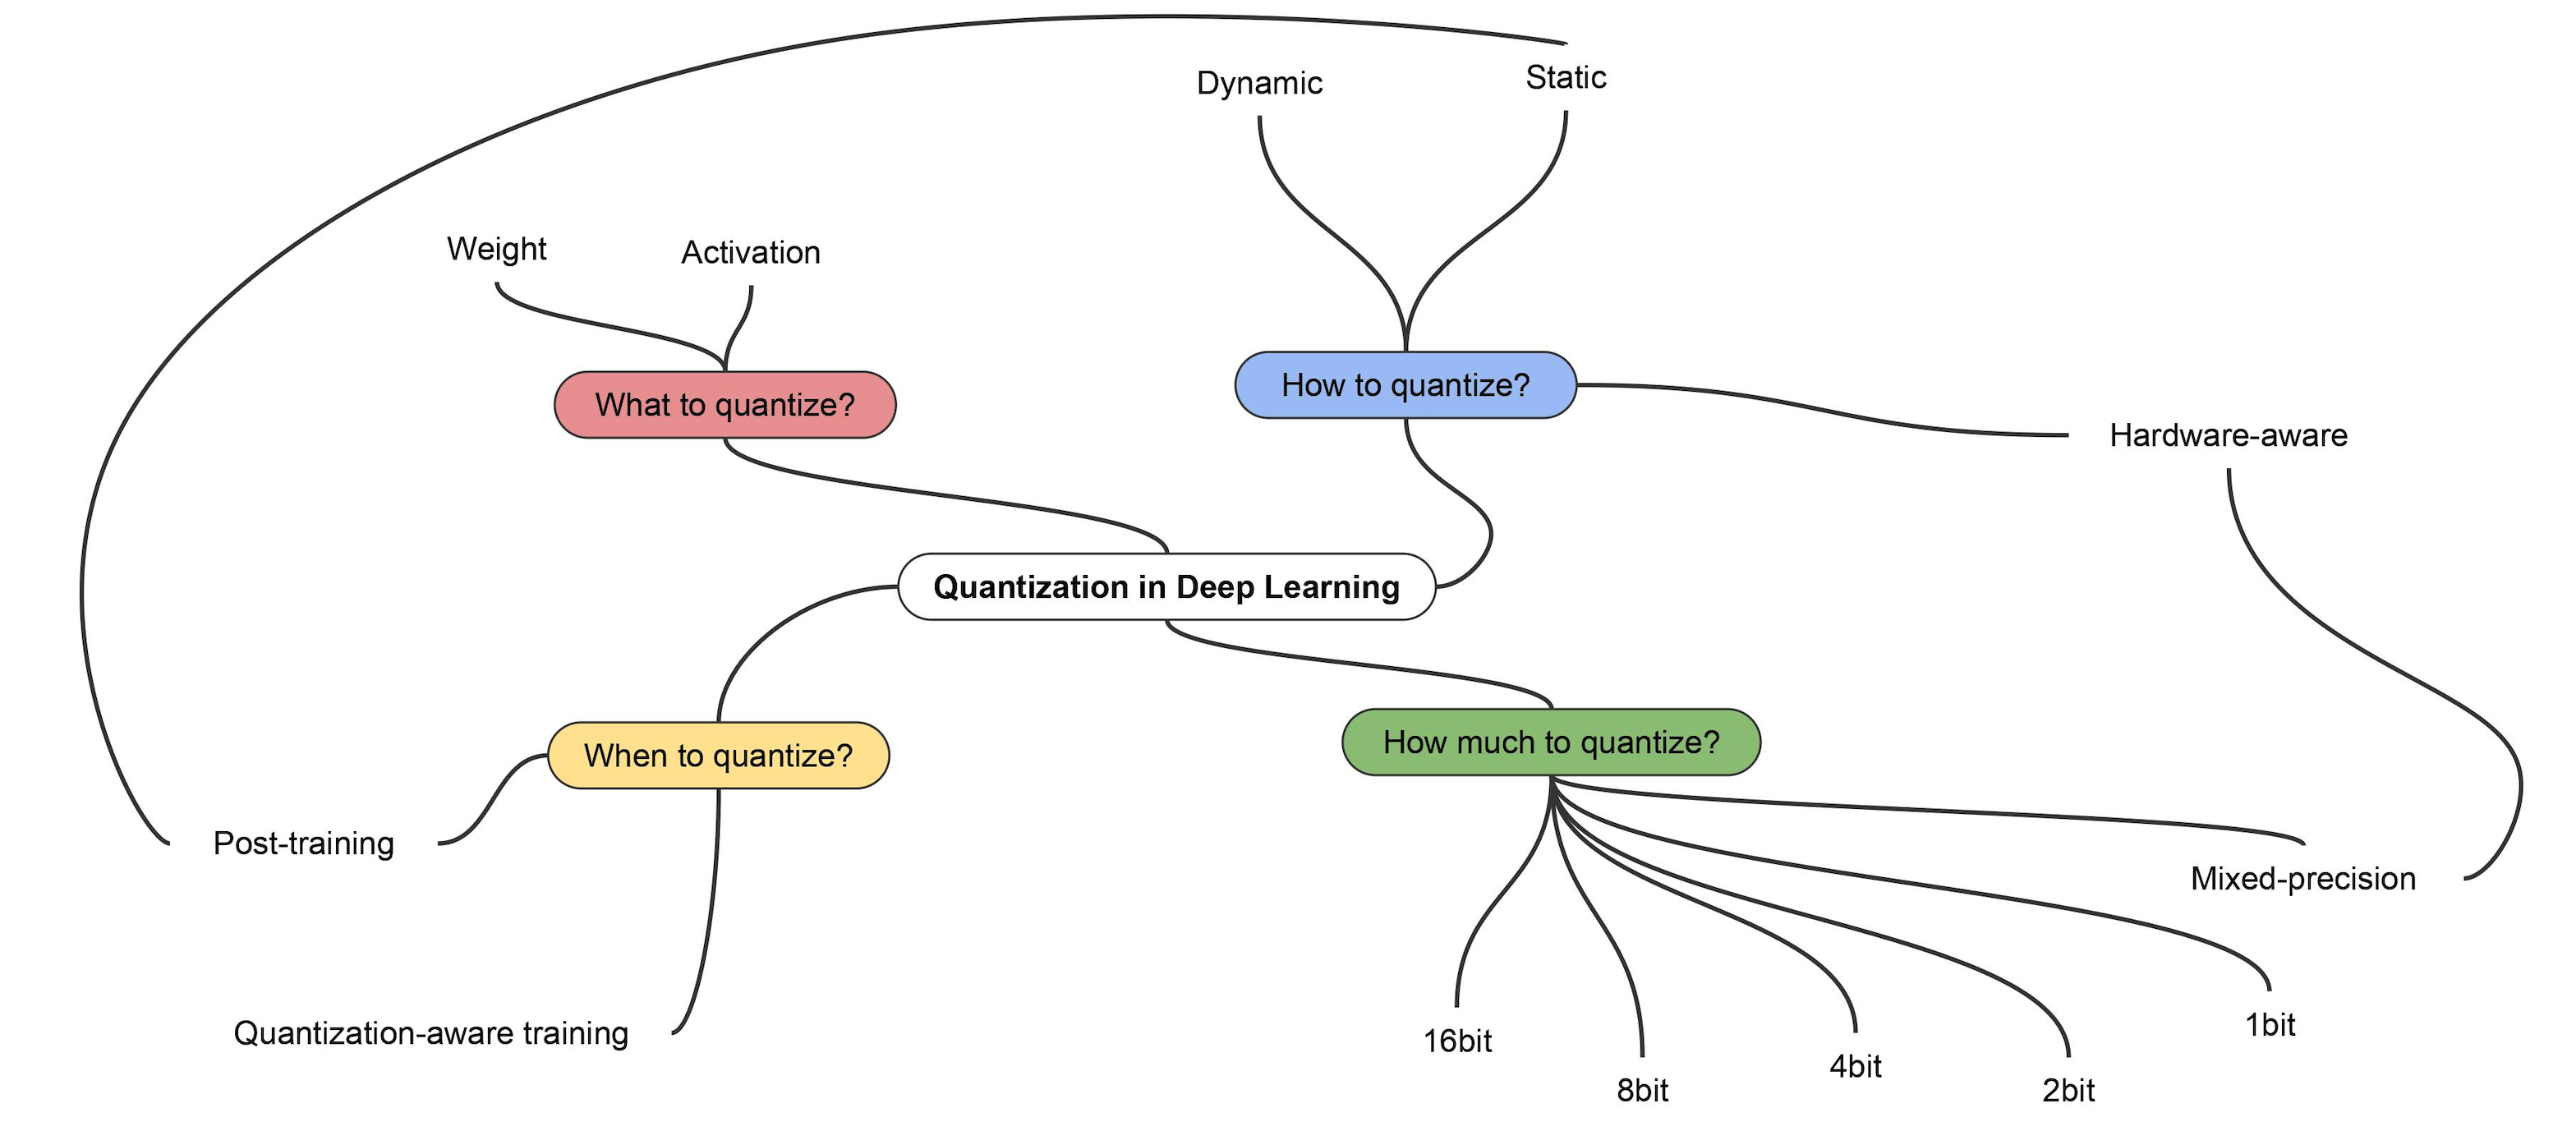 Dynamic
Static
Weight
Activation
What to quantize?
How to quantize?
Hardware-aware
Quantization in Deep Learning
When to quantize?
How much to quantize?
Post-training
Mixed-precision
Quantization-aware training
16bit
8bit
4bit
2bit
1bit